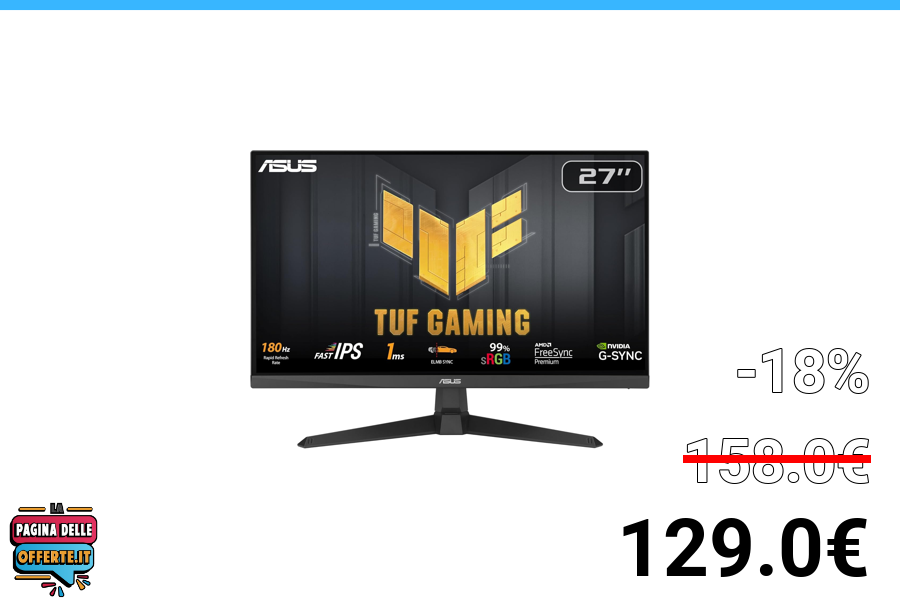 ASUS
27"
TUF GAMING
TUF GAMING
180Hz
Rapid Refresh
Rate
FAST IPS
1ms
ELMB SYNC
99%
sRGB
AMD
FreeSync
Premium
NVIDIA
G-SYNC
ASUS
-18%
158.0€
129.0€
LA
PAGINA DELLE
OFFERTE.IT